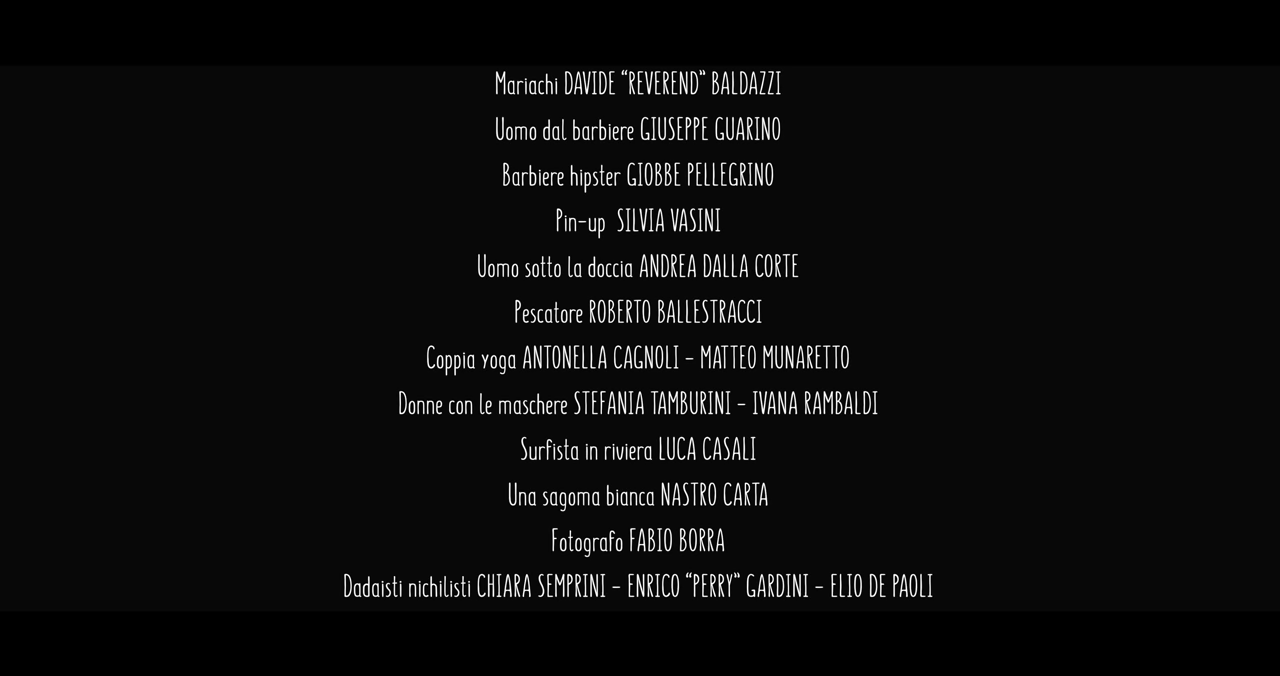 Mariachi DAVIDE “REVEREND” BALDAZZI
Uomo dal barbiere GIUSEPPE GUARINO
Barbiere hipster GIOBBE PELLEGRINO
Pin-up SILVIA VASINI
Uomo sotto la doccia ANDREA DALLA CORTE
Pescatore ROBERTO BALLESTRACCI
Coppia yoga ANTONELLA CAGNOLI - MATTEO MUNARETTO
Donne con le maschere STEFANIA TAMBURINI - IVANA RAMBALDI
Surfista in riviera LUCA CASALI
Una sagoma bianca NASTRO CARTA
Fotografo FABIO BORRA
Dadaisti nichilisti CHIARA SEMPRINI - ENRICO “PERRY” GARDINI - ELIO DE PAOLI